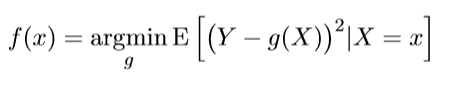 f(x) = argmin E [(Y − g(X))²|X = x]
g